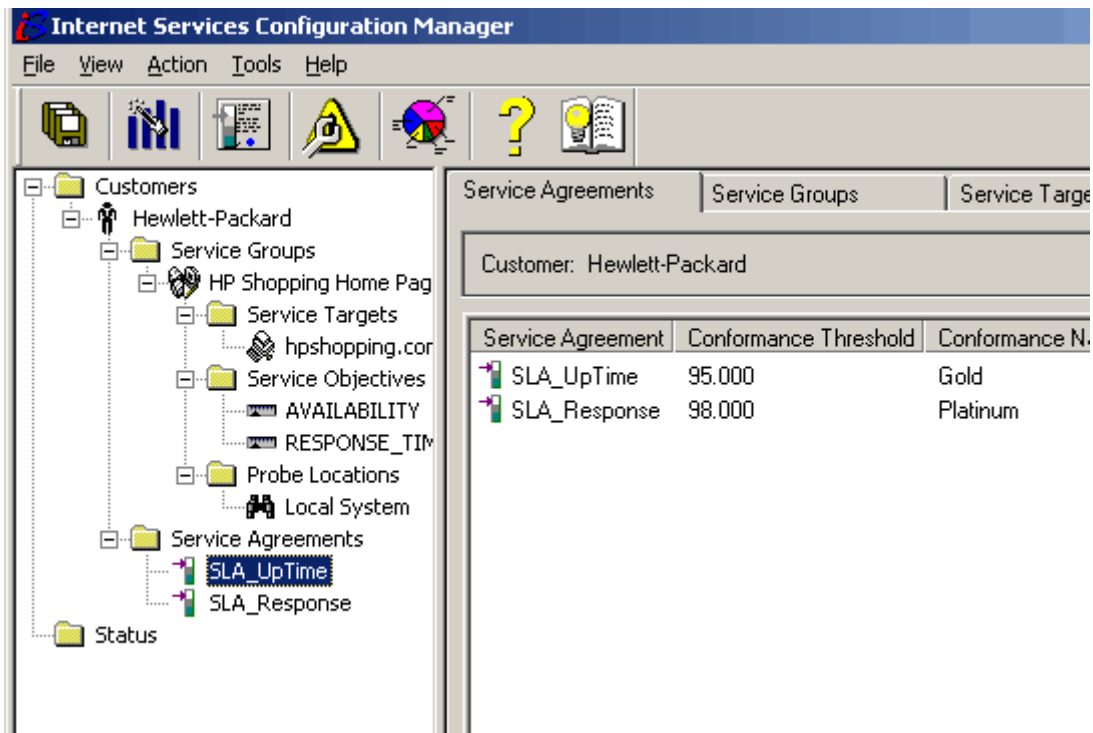 Internet Services Configuration Manager
File View Action Tools Help
Customers
Hewlett-Packard
Service Groups
HP Shopping Home Pag
Service Targets
hpshopping.cor
Service Objectives
AVAILABILITY
RESPONSE_TIM
Probe Locations
Local System
Service Agreements
SLA_UpTime
SLA_Response
Status
Service Agreements Service Groups Service Targe
Customer: Hewlett-Packard
Service Agreement Conformance Threshold Conformance Na
SLA_UpTime 95.000 Gold
SLA_Response 98.000 Platinum